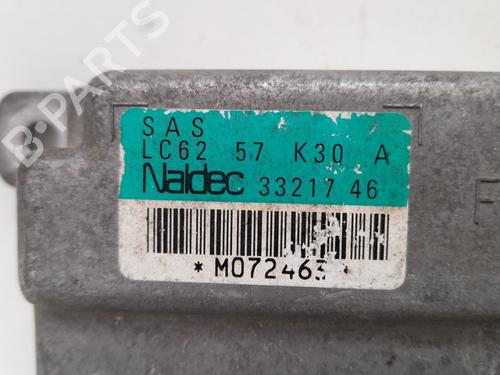 SAS
LC62 57 K30 A
Naldec 33217 46
*M072463*
F
B-PARTS